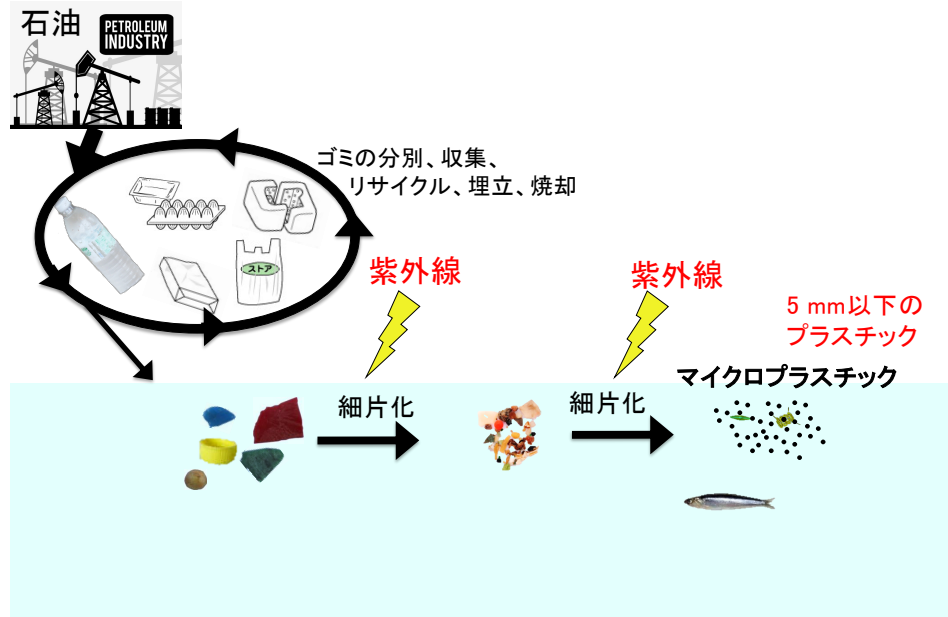 石油
PETROLEUM
INDUSTRY
ゴミの分別、収集、
リサイクル、埋立、焼却
ストア
紫外線
紫外線
5 mm以下の
プラスチック
マイクロプラスチック
細片化
細片化